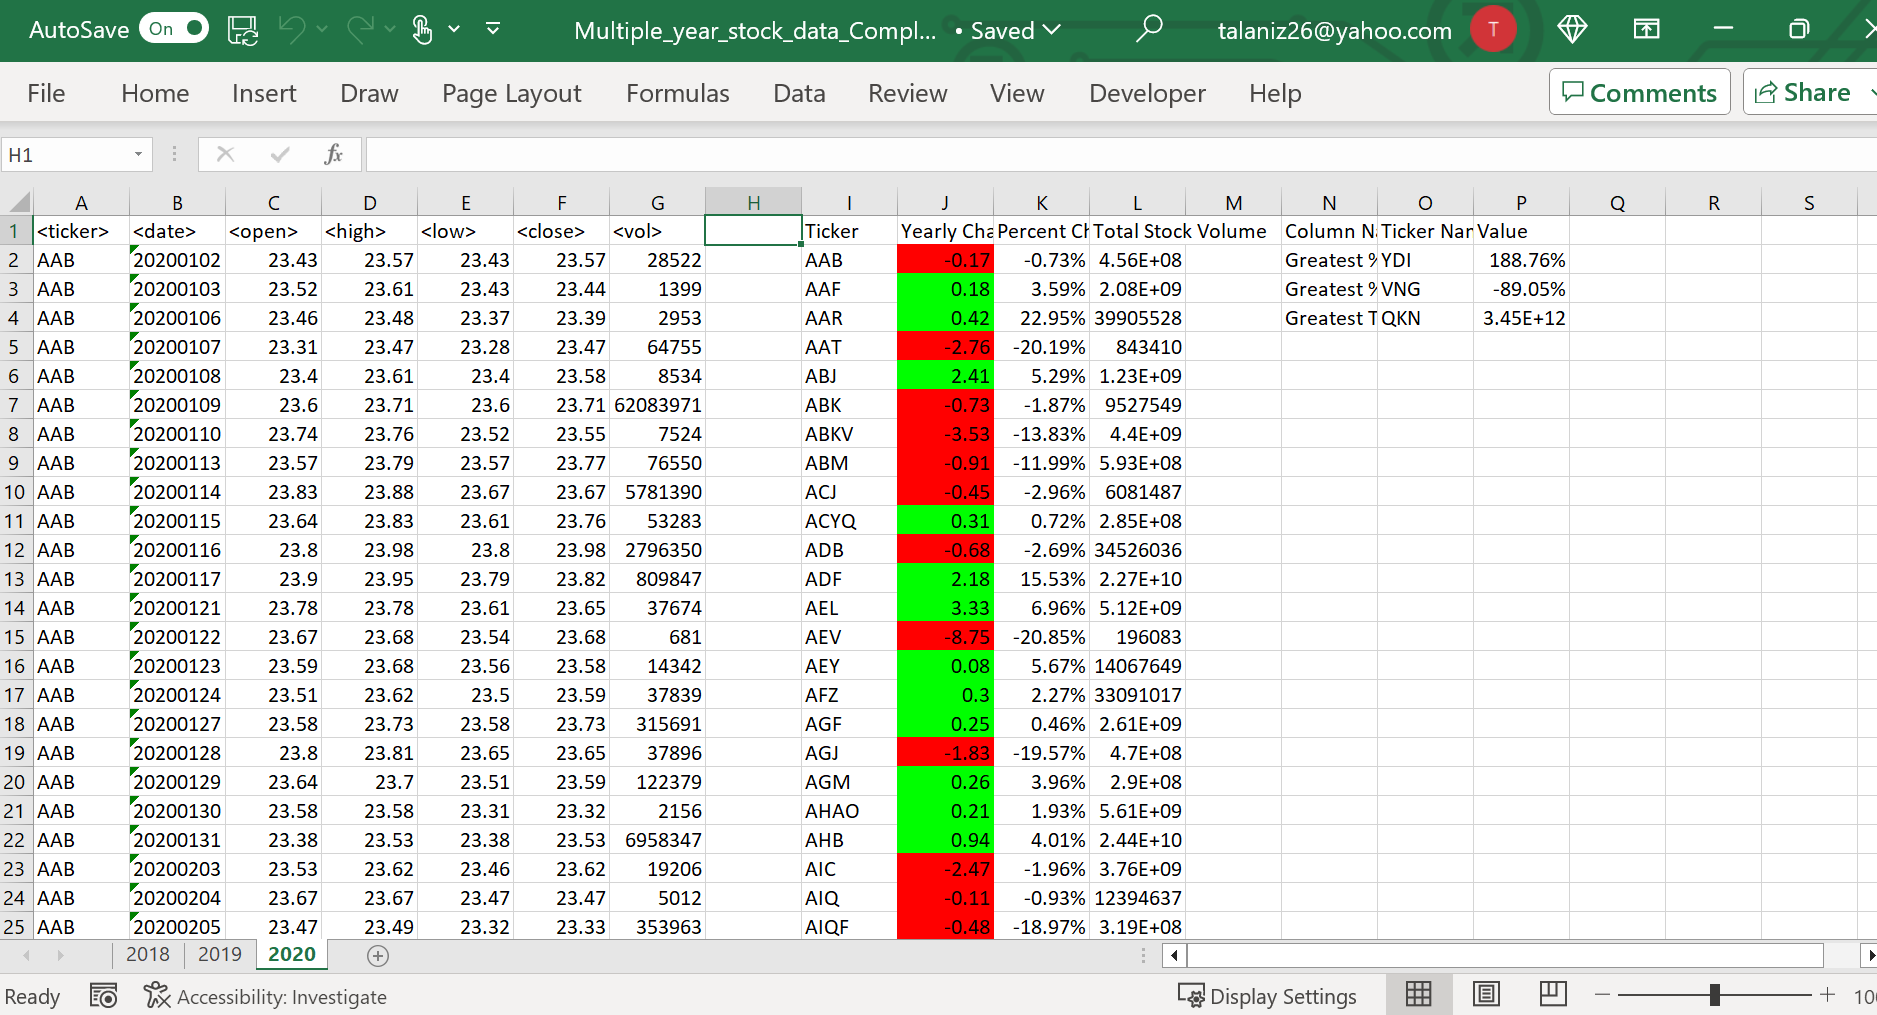 AutoSave On Multiple_year_stock_data_Compl... • Saved talaniz26@yahoo.com T
File Home Insert Draw Page Layout Formulas Data Review View Developer Help Comments Share
H1 fx
A B C D E F G H I J K L M N O P Q R S
1 <ticker> <date> <open> <high> <low> <close> <vol> Ticker Yearly Cha Percent Ch Total Stock Volume Column Na Ticker Nar Value
2 AAB 20200102 23.43 23.57 23.43 23.57 28522 AAB -0.17 -0.73% 4.56E+08 Greatest % YDI 188.76%
3 AAB 20200103 23.52 23.61 23.43 23.44 1399 AAF 0.18 3.59% 2.08E+09 Greatest % VNG -89.05%
4 AAB 20200106 23.46 23.48 23.37 23.39 2953 AAR 0.42 22.95% 39905528 Greatest T QKN 3.45E+12
5 AAB 20200107 23.31 23.47 23.28 23.47 64755 AAT -2.76 -20.19% 843410
6 AAB 20200108 23.4 23.61 23.4 23.58 8534 ABJ 2.41 5.29% 1.23E+09
7 AAB 20200109 23.6 23.71 23.6 23.71 62083971 ABK -0.73 -1.87% 9527549
8 AAB 20200110 23.74 23.76 23.52 23.55 7524 ABKV -3.53 -13.83% 4.4E+09
9 AAB 20200113 23.57 23.79 23.57 23.77 76550 ABM -0.91 -11.99% 5.93E+08
10 AAB 20200114 23.83 23.88 23.67 23.67 5781390 ACJ -0.45 -2.96% 6081487
11 AAB 20200115 23.64 23.83 23.61 23.76 53283 ACYQ 0.31 0.72% 2.85E+08
12 AAB 20200116 23.8 23.98 23.8 23.98 2796350 ADB -0.68 -2.69% 34526036
13 AAB 20200117 23.9 23.95 23.79 23.82 809847 ADF 2.18 15.53% 2.27E+10
14 AAB 20200121 23.78 23.78 23.61 23.65 37674 AEL 3.33 6.96% 5.12E+09
15 AAB 20200122 23.67 23.68 23.54 23.68 681 AEV -8.75 -20.85% 196083
16 AAB 20200123 23.59 23.68 23.56 23.58 14342 AEY 0.08 5.67% 14067649
17 AAB 20200124 23.51 23.62 23.5 23.59 37839 AFZ 0.3 2.27% 33091017
18 AAB 20200127 23.58 23.73 23.58 23.73 315691 AGF 0.25 0.46% 2.61E+09
19 AAB 20200128 23.8 23.81 23.65 23.65 37896 AGJ -1.83 -19.57% 4.7E+08
20 AAB 20200129 23.64 23.7 23.51 23.59 122379 AGM 0.26 3.96% 2.9E+08
21 AAB 20200130 23.58 23.58 23.31 23.32 2156 AHAO 0.21 1.93% 5.61E+09
22 AAB 20200131 23.38 23.53 23.38 23.53 6958347 AHB 0.94 4.01% 2.44E+10
23 AAB 20200203 23.53 23.62 23.46 23.62 19206 AIC -2.47 -1.96% 3.76E+09
24 AAB 20200204 23.67 23.67 23.47 23.47 5012 AIQ -0.11 -0.93% 12394637
25 AAB 20200205 23.47 23.49 23.32 23.33 353963 AIQF -0.48 -18.97% 3.19E+08
2018 2019 2020
Ready Accessibility: Investigate Display Settings